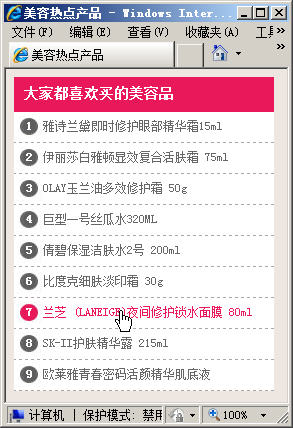 美容热点产品 - Windows Inter...
文件(F) 编辑(E) 查看(V) 收藏夹(A) 工具 »
美容热点产品 »
大家都喜欢买的美容品
1 雅诗兰黛即时修护眼部精华霜15ml
2 伊丽莎白雅顿显效复合活肤霜 75ml
3 OLAY玉兰油多效修护霜 50g
4 巨型一号丝瓜水320ML
5 倩碧保湿洁肤水2号 200ml
6 比度克细肤淡印霜 30g
7 兰芝 (LANEIGE)夜间修护锁水面膜 80ml
8 SK-II护肤精华露 215ml
9 欧莱雅青春密码活颜精华肌底液
计算机 | 保护模式: 禁用 100%